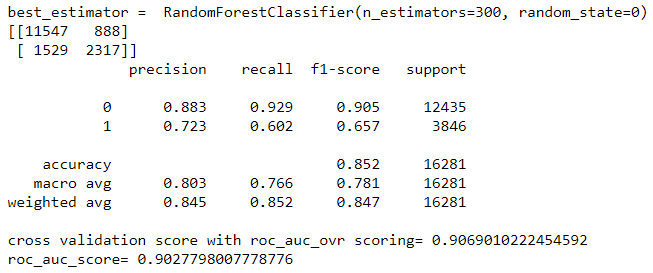 best_estimator =  RandomForestClassifier(n_estimators=300, random_state=0)
[[11547   888]
 [ 1529  2317]]
              precision    recall  f1-score   support

           0      0.883     0.929     0.905     12435
           1      0.723     0.602     0.657      3846

    accuracy                          0.852     16281
   macro avg      0.803     0.766     0.781     16281
weighted avg      0.845     0.852     0.847     16281

cross validation score with roc_auc_ovr scoring= 0.9069010222454592
roc_auc_score= 0.9027798007778776